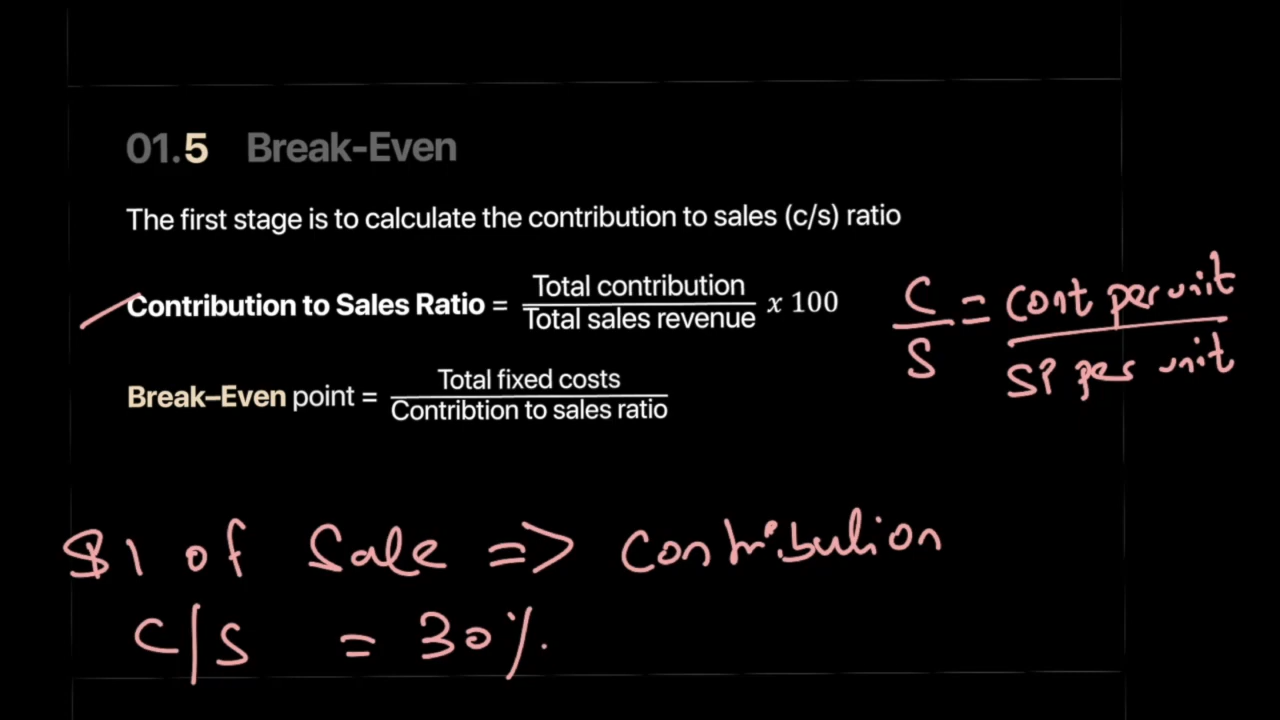 01.5 Break-Even
The first stage is to calculate the contribution to sales (c/s) ratio
Contribution to Sales Ratio = Total contribution / Total sales revenue x 100
C / S = Cont per unit / SP per unit
Break–Even point = Total fixed costs / Contribtion to sales ratio
$1 of Sale => Contribution
C/S = 30%.